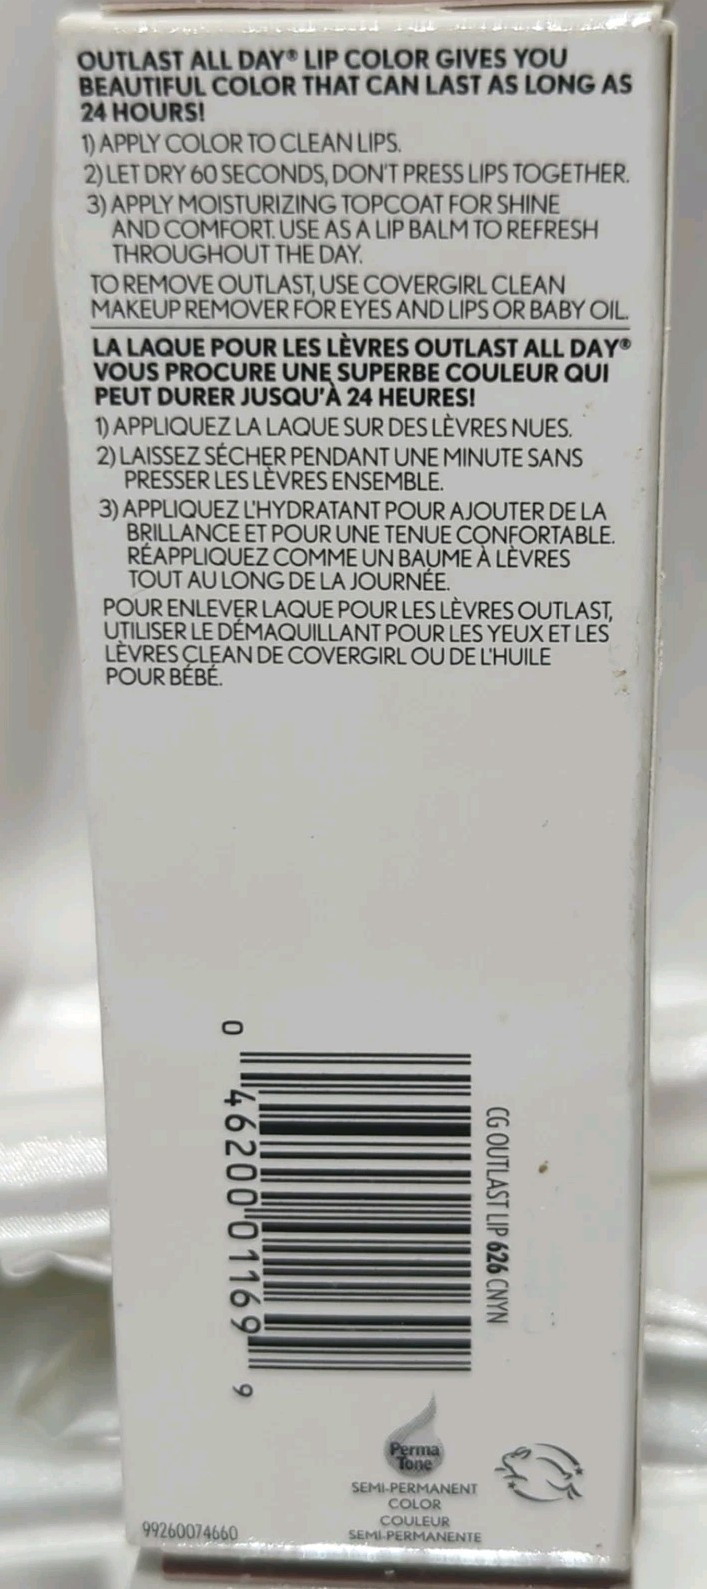 OUTLAST ALL DAY® LIP COLOR GIVES YOU
BEAUTIFUL COLOR THAT CAN LAST AS LONG AS
24 HOURS!
1) APPLY COLOR TO CLEAN LIPS.
2) LET DRY 60 SECONDS, DON'T PRESS LIPS TOGETHER.
3) APPLY MOISTURIZING TOPCOAT FOR SHINE
AND COMFORT. USE AS A LIP BALM TO REFRESH
THROUGHOUT THE DAY.
TO REMOVE OUTLAST, USE COVERGIRL CLEAN
MAKEUP REMOVER FOR EYES AND LIPS OR BABY OIL.
LA LAQUE POUR LES LÈVRES OUTLAST ALL DAY®
VOUS PROCURE UNE SUPERBE COULEUR QUI
PEUT DURER JUSQU'À 24 HEURES!
1) APPLIQUEZ LA LAQUE SUR DES LÈVRES NUES.
2) LAISSEZ SÉCHER PENDANT UNE MINUTE SANS
PRESSER LES LÈVRES ENSEMBLE.
3) APPLIQUEZ L'HYDRATANT POUR AJOUTER DE LA
BRILLANCE ET POUR UNE TENUE CONFORTABLE.
RÉAPPLIQUEZ COMME UN BAUME À LÈVRES
TOUT AU LONG DE LA JOURNÉE.
POUR ENLEVER LAQUE POUR LES LÈVRES OUTLAST,
UTILISER LE DÉMAQUILLANT POUR LES YEUX ET LES
LÈVRES CLEAN DE COVERGIRL OU DE L'HUILE
POUR BÉBÉ.
CG OUTLAST LIP 626 CNYN
0 46200 01169 9
Perma
Tone
SEMI-PERMANENT
COLOR
COULEUR
SEMI-PERMANENTE
99260074660